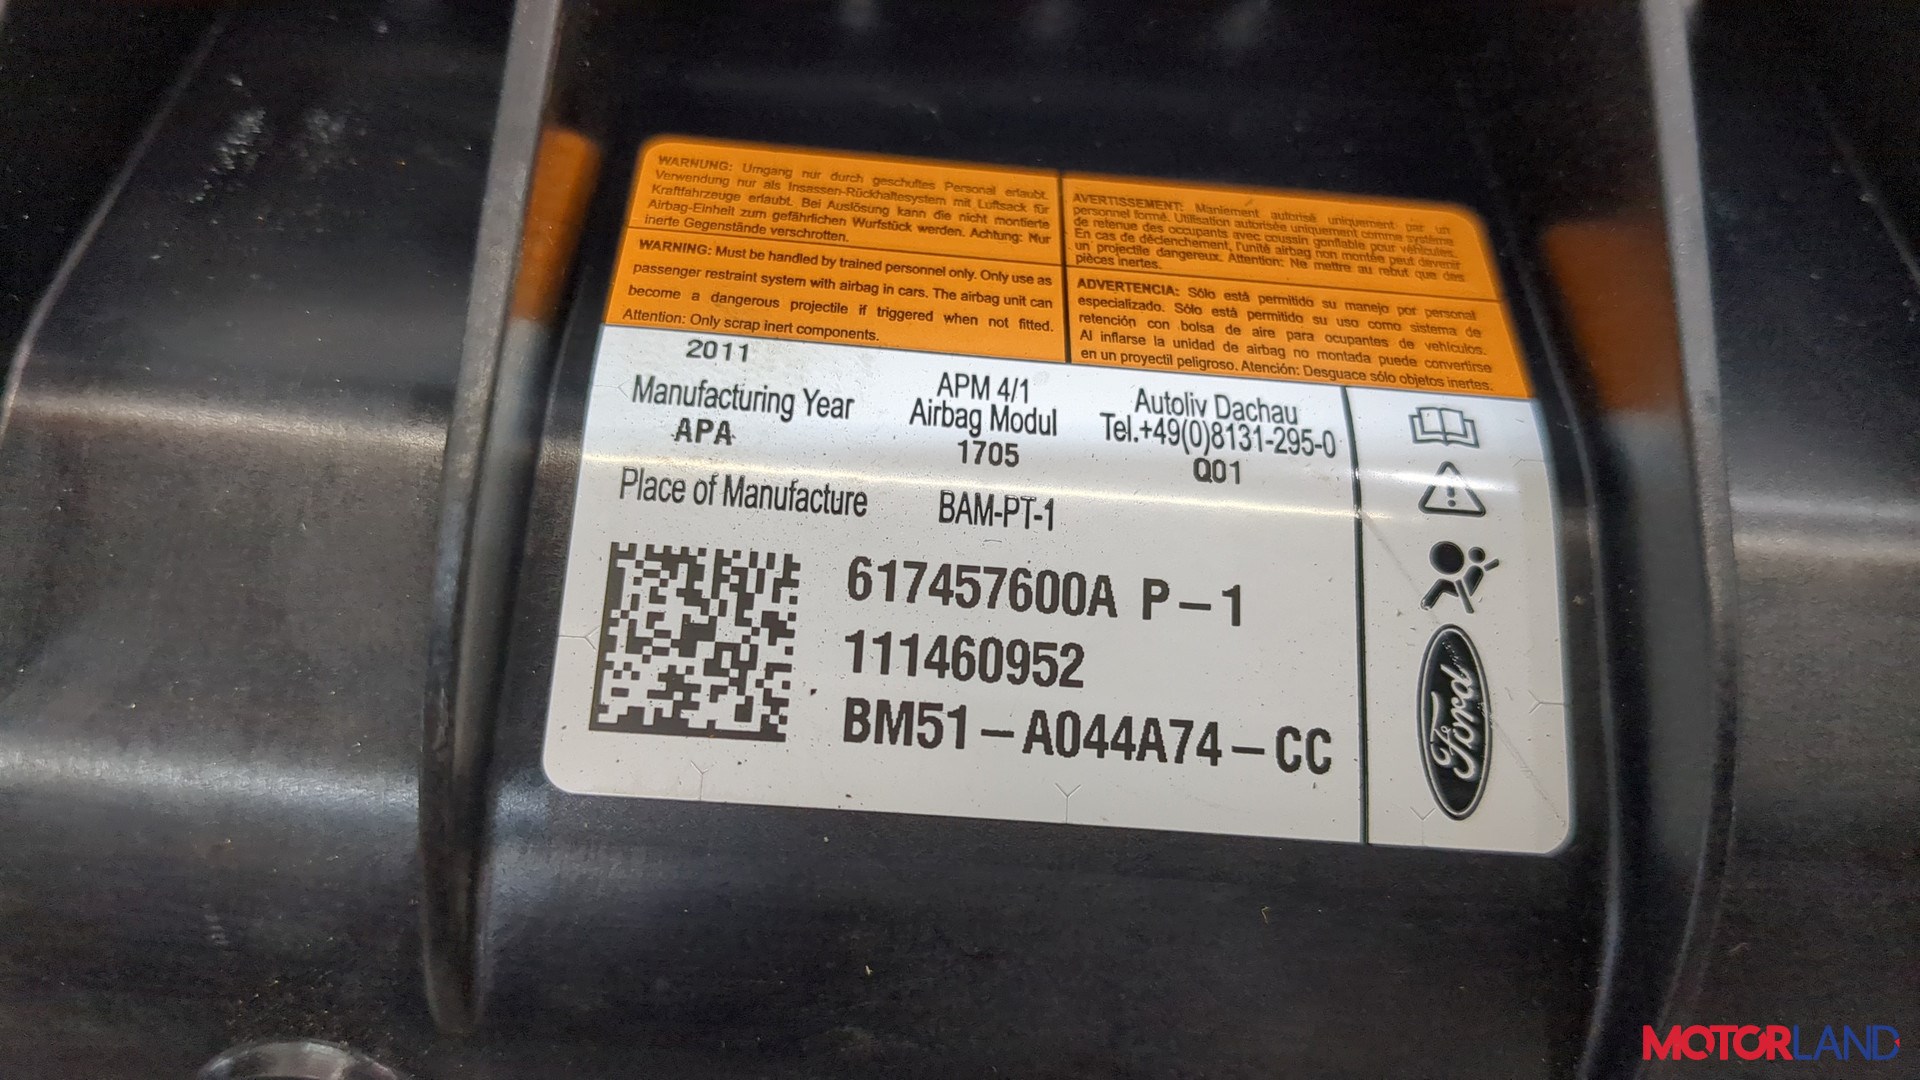 WARNUNG: Umgang nur durch geschultes Personal erlaubt.
Verwendung nur als Insassen-Rückhaltesystem mit Luftsack für
Kraftfahrzeuge erlaubt. Bei Auslösung kann die nicht montierte
Airbag-Einheit zum gefährlichen Wurfstück werden. Achtung: Nur
inerte Gegenstände verschrotten.
AVERTISSEMENT: Maniement autorisé uniquement par un
personnel formé. Utilisation autorisée uniquement comme système
de retenue des occupants avec coussin gonflable pour véhicules.
En cas de déclenchement, l'unité airbag non montée peut devenir
un projectile dangereux. Attention: Ne mettre au rebut que des
pièces inertes.
WARNING: Must be handled by trained personnel only. Only use as
passenger restraint system with airbag in cars. The airbag unit can
become a dangerous projectile if triggered when not fitted.
Attention: Only scrap inert components.
ADVERTENCIA: Sólo está permitido su manejo por personal
especializado. Sólo está permitido su uso como sistema de
retención con bolsa de aire para ocupantes de vehículos.
Al inflarse la unidad de airbag no montada puede convertirse
en un proyectil peligroso. Atención: Desguace sólo objetos inertes.
2011
Manufacturing Year
APA
Place of Manufacture
APM 4/1
Airbag Modul
1705
BAM-PT-1
Autoliv Dachau
Tel.+49(0)8131-295-0
Q01
617457600A P-1
111460952
BM51-A044A74-CC
Ford
MOTORLAND